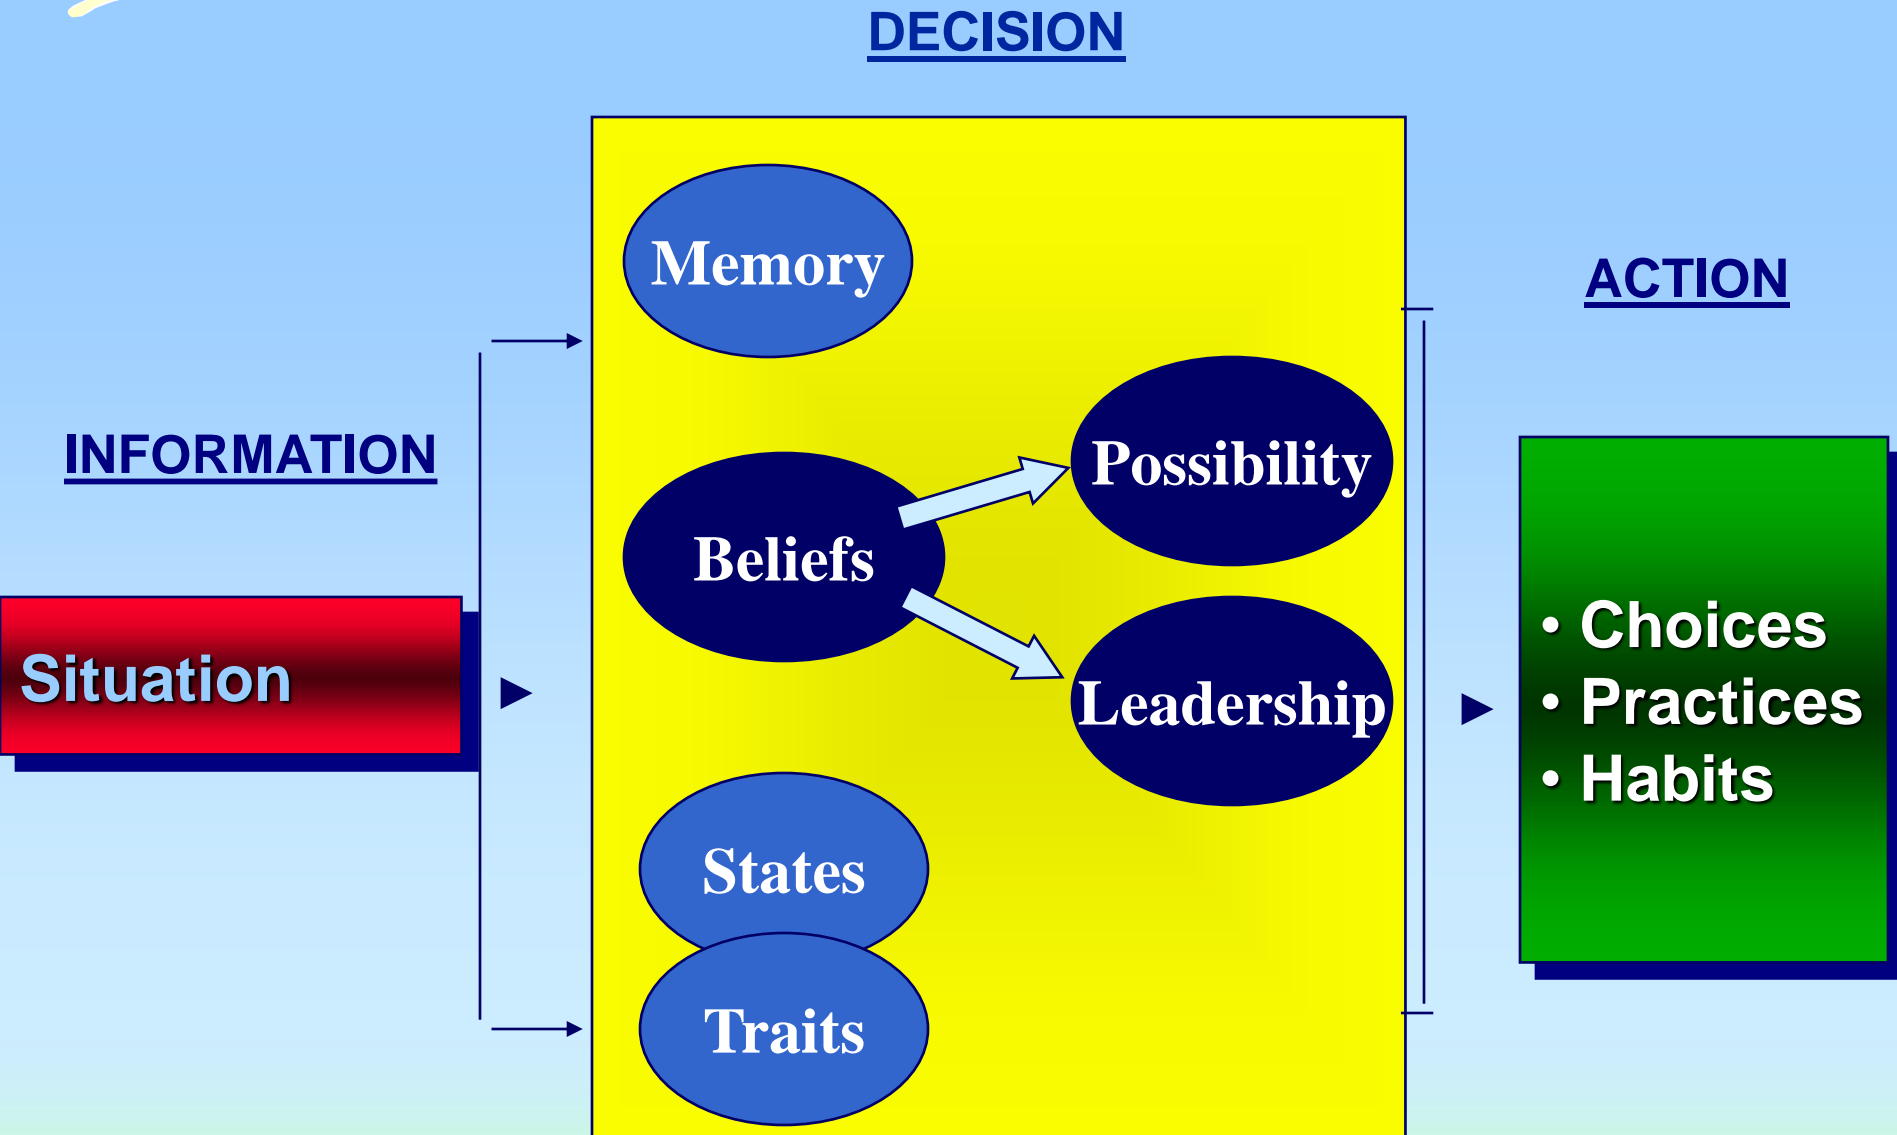 DECISION
Memory
ACTION
INFORMATION
Possibility
Beliefs
Situation
Leadership
• Choices
• Practices
• Habits
States
Traits